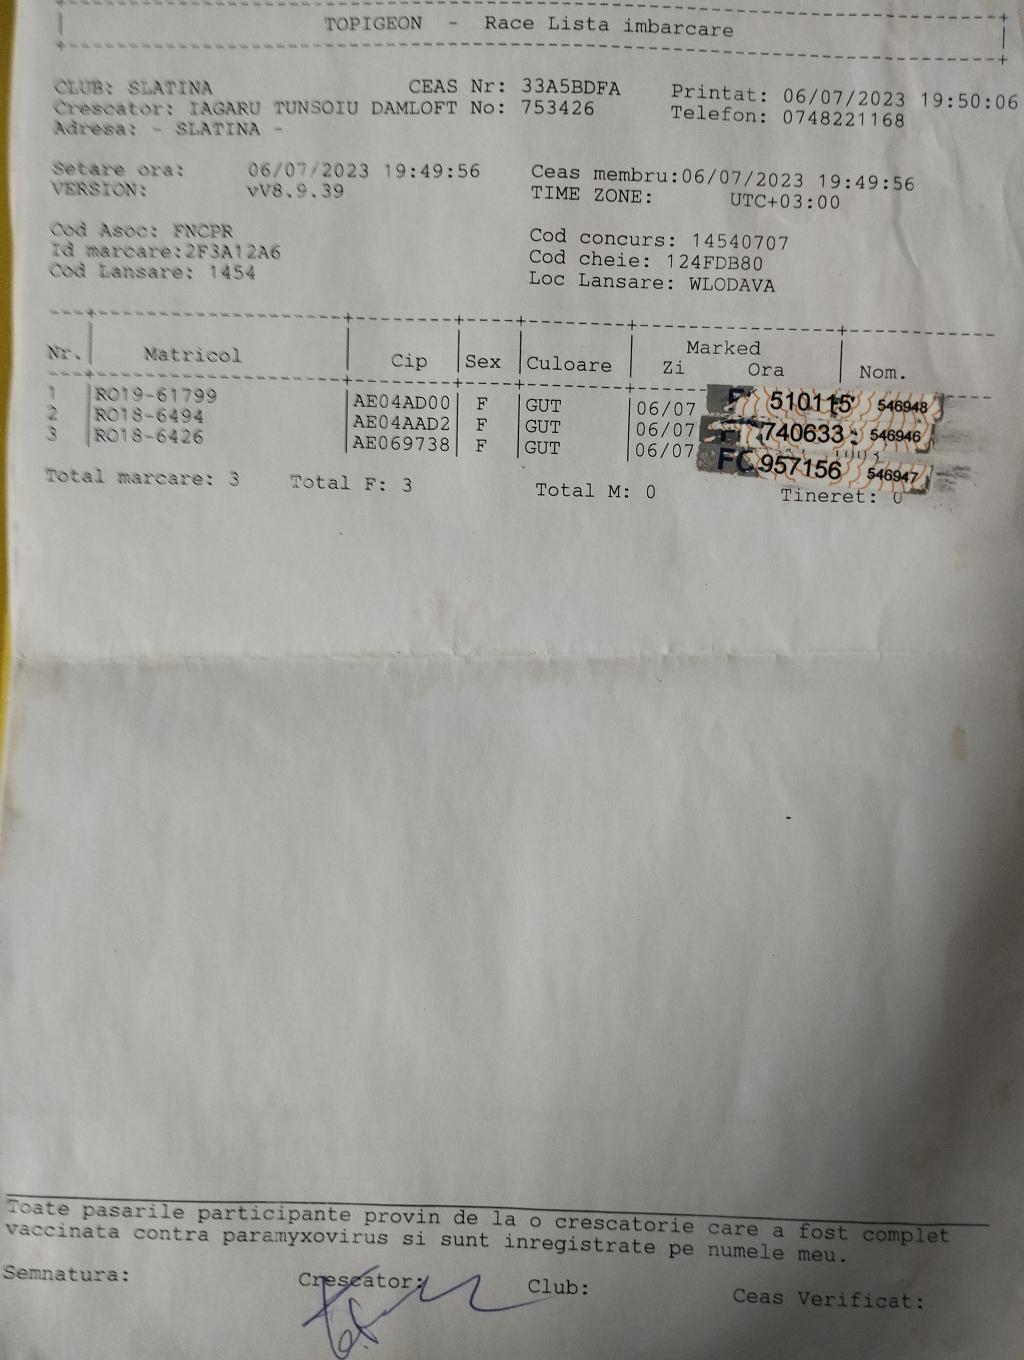 TOPIGEON - Race Lista imbarcare
CLUB: SLATINA CEAS Nr: 33A5BDFA Printat: 06/07/2023 19:50:06
Crescator: IAGARU TUNSOIU DAMLOFT No: 753426 Telefon: 0748221168
Adresa: - SLATINA -
Setare ora: 06/07/2023 19:49:56 Ceas membru:06/07/2023 19:49:56
VERSION: vV8.9.39 TIME ZONE: UTC+03:00
Cod Asoc: FNCPR Cod concurs: 14540707
Id marcare:2F3A12A6 Cod cheie: 124FDB80
Cod Lansare: 1454 Loc Lansare: WLODAVA
Marked
Nr. Matricol Cip Sex Culoare Zi Ora Nom.
1 RO19-61799 AE04AD00 F GUT 06/07 510115 546948
2 RO18-6494 AE04AAD2 F GUT 06/07 740633 546946
3 RO18-6426 AE069738 F GUT 06/07 FC 957156 546947
Total marcare: 3 Total F: 3 Total M: 0 Tineret: 0
Toate pasarile participante provin de la o crescatorie care a fost complet
vaccinata contra paramyxovirus si sunt inregistrate pe numele meu.
Semnatura: Crescator: Club: Ceas Verificat: